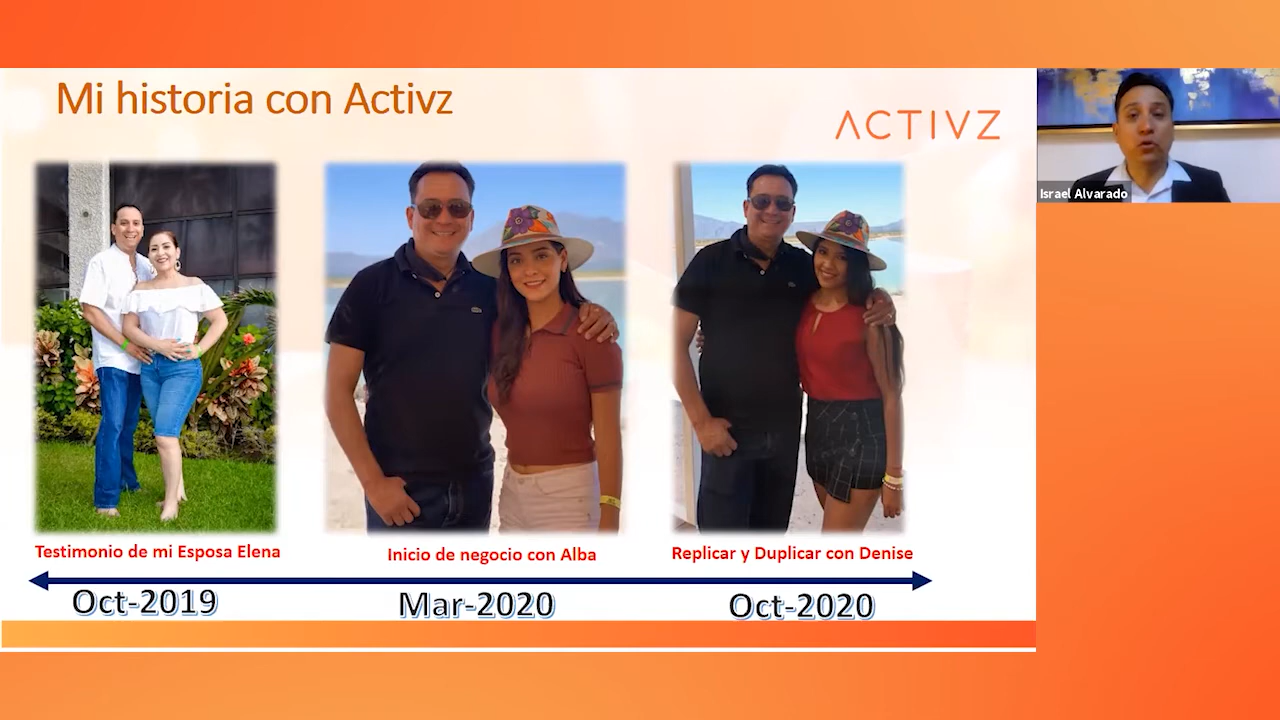 Mi historia con Activz
ACTIVZ
Israel Alvarado
Testimonio de mi Esposa Elena
Inicio de negocio con Alba
Replicar y Duplicar con Denise
Oct-2019
Mar-2020
Oct-2020